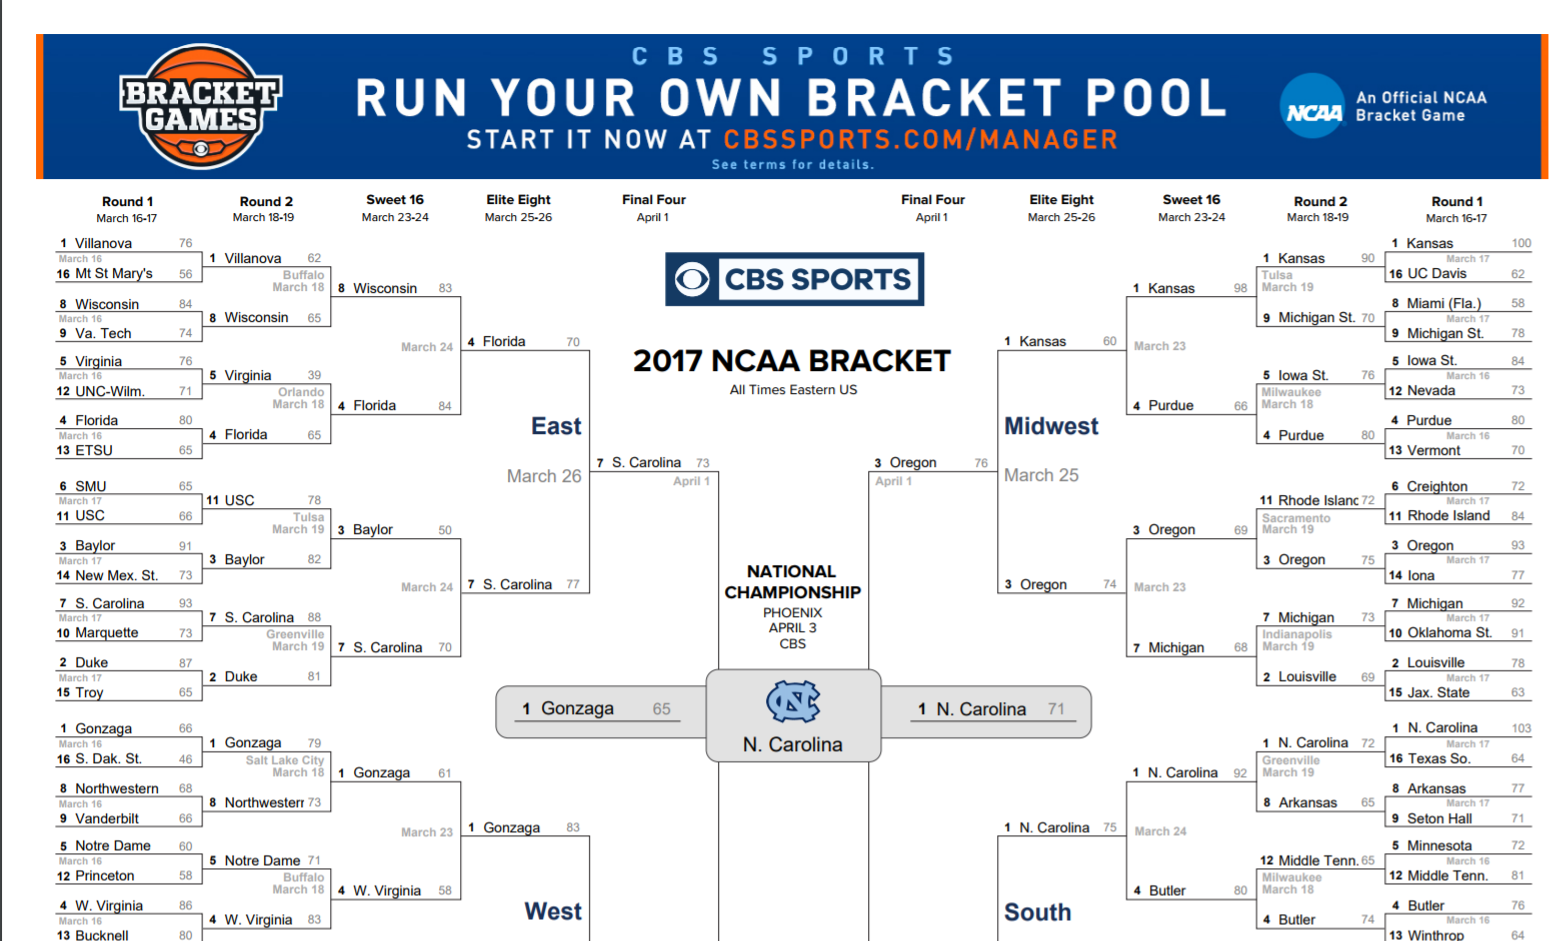 CBS SPORTS
BRACKET GAMES
RUN YOUR OWN BRACKET POOL
START IT NOW AT CBSSPORTS.COM/MANAGER
See terms for details.
NCAA
An Official NCAA
Bracket Game
Round 1
March 16-17
Round 2
March 18-19
Sweet 16
March 23-24
Elite Eight
March 25-26
Final Four
April 1
Final Four
April 1
Elite Eight
March 25-26
Sweet 16
March 23-24
Round 2
March 18-19
Round 1
March 16-17
CBS SPORTS
2017 NCAA BRACKET
All Times Eastern US
1 Villanova 76
March 16
16 Mt St Mary's 56
8 Wisconsin 84
March 16
9 Va. Tech 74
5 Virginia 76
March 16
12 UNC-Wilm. 71
4 Florida 80
March 16
13 ETSU 65
6 SMU 65
March 17
11 USC 66
3 Baylor 91
March 17
14 New Mex. St. 73
7 S. Carolina 93
March 17
10 Marquette 73
2 Duke 87
March 17
15 Troy 65
1 Villanova 62
Buffalo
March 18
8 Wisconsin 65
5 Virginia 39
Orlando
March 18
4 Florida 65
11 USC 78
Tulsa
March 19
3 Baylor 82
7 S. Carolina 88
Greenville
March 19
2 Duke 81
8 Wisconsin 83
March 24
4 Florida 84
3 Baylor 50
March 24
7 S. Carolina 70
4 Florida 70
East
March 26
7 S. Carolina 77
7 S. Carolina 73
April 1
1 Gonzaga 66
March 16
16 S. Dak. St. 46
8 Northwestern 68
March 16
9 Vanderbilt 66
5 Notre Dame 60
March 16
12 Princeton 58
4 W. Virginia 86
March 16
13 Bucknell 80
1 Gonzaga 79
Salt Lake City
March 18
8 Northwestern 73
5 Notre Dame 71
Buffalo
March 18
4 W. Virginia 83
1 Gonzaga 61
March 23
4 W. Virginia 58
1 Gonzaga 83
West
NATIONAL
CHAMPIONSHIP
PHOENIX
APRIL 3
CBS
1 Gonzaga 65
NC
N. Carolina
1 N. Carolina 71
3 Oregon 76
April 1
1 Kansas 60
Midwest
March 25
3 Oregon 74
1 Kansas 98
March 23
4 Purdue 66
3 Oregon 69
March 23
7 Michigan 68
1 Kansas 90
Tulsa
March 19
9 Michigan St. 70
5 Iowa St. 76
Milwaukee
March 18
4 Purdue 80
11 Rhode Islanc 72
Sacramento
March 19
3 Oregon 75
7 Michigan 73
Indianapolis
March 19
2 Louisville 69
1 Kansas 100
March 17
16 UC Davis 62
8 Miami (Fla.) 58
March 17
9 Michigan St. 78
5 Iowa St. 84
March 16
12 Nevada 73
4 Purdue 80
March 16
13 Vermont 70
6 Creighton 72
March 17
11 Rhode Island 84
3 Oregon 93
March 17
14 Iona 77
7 Michigan 92
March 17
10 Oklahoma St. 91
2 Louisville 78
March 17
15 Jax. State 63
1 N. Carolina 75
South
1 N. Carolina 92
March 24
4 Butler 80
1 N. Carolina 72
Greenville
March 19
8 Arkansas 65
12 Middle Tenn. 65
Milwaukee
March 18
4 Butler 74
1 N. Carolina 103
March 17
16 Texas So. 64
8 Arkansas 77
March 17
9 Seton Hall 71
5 Minnesota 72
March 16
12 Middle Tenn. 81
4 Butler 76
March 16
13 Winthrop 64